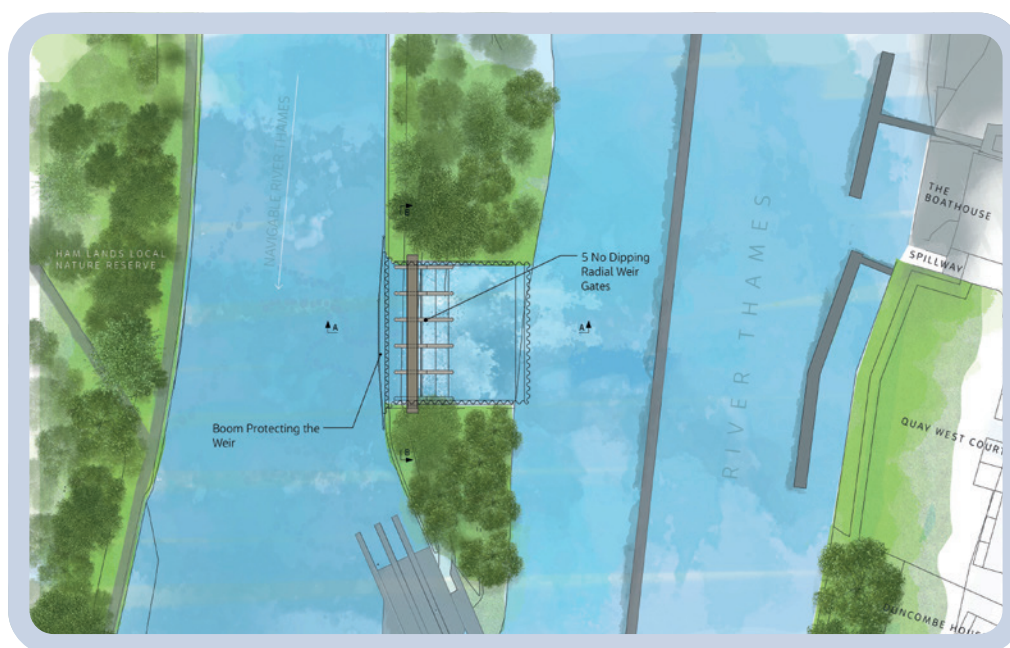 NAVIGABLE RIVER THAMES
HAM LANDS LOCAL
NATURE RESERVE
B
5 No Dipping
Radial Weir
Gates
A
A
Boom Protecting the
Weir
B
RIVER THAMES
THE
BOATHOUSE
SPILLWAY
QUAY WEST COURT
DUNCOMBE HOUS